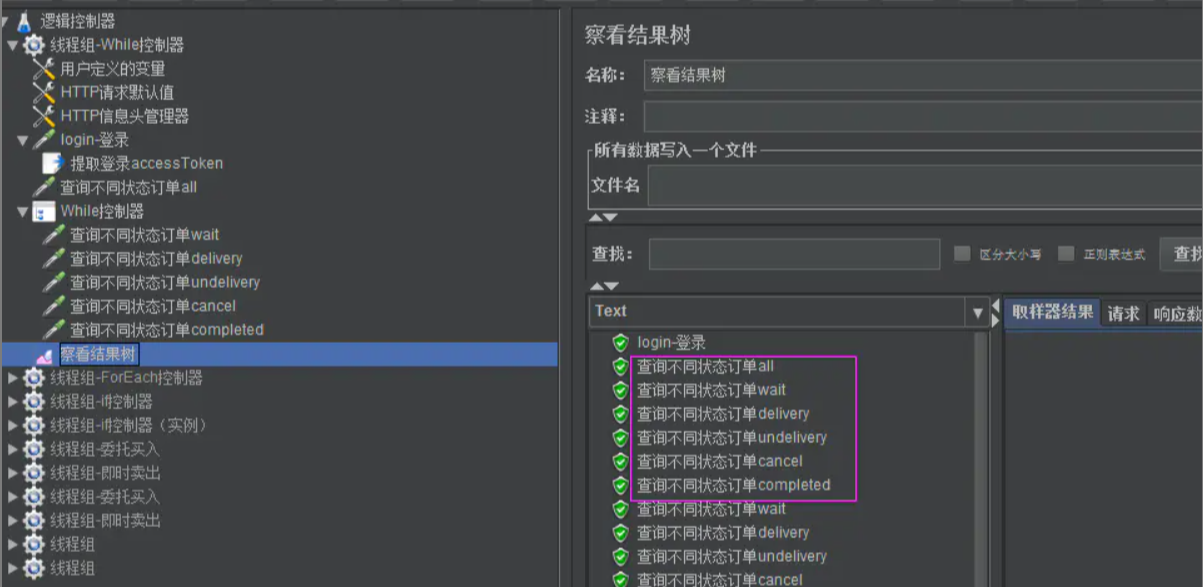 逻辑控制器
线程组-While控制器
用户定义的变量
HTTP请求默认值
HTTP信息头管理器
login-登录
提取登录accessToken
查询不同状态订单all
While控制器
查询不同状态订单wait
查询不同状态订单delivery
查询不同状态订单undelivery
查询不同状态订单cancel
查询不同状态订单completed
察看结果树
线程组-ForEach控制器
线程组-if控制器
线程组-if控制器（实例）
线程组-委托买入
线程组-即时卖出
线程组-委托买入
线程组-即时卖出
线程组
线程组
察看结果树
名称： 察看结果树
注释：
所有数据写入一个文件
文件名
查找： 区分大小写 正则表达式 查找
Text
取样器结果 请求 响应数
login-登录
查询不同状态订单all
查询不同状态订单wait
查询不同状态订单delivery
查询不同状态订单undelivery
查询不同状态订单cancel
查询不同状态订单completed
查询不同状态订单wait
查询不同状态订单delivery
查询不同状态订单undelivery
查询不同状态订单cancel